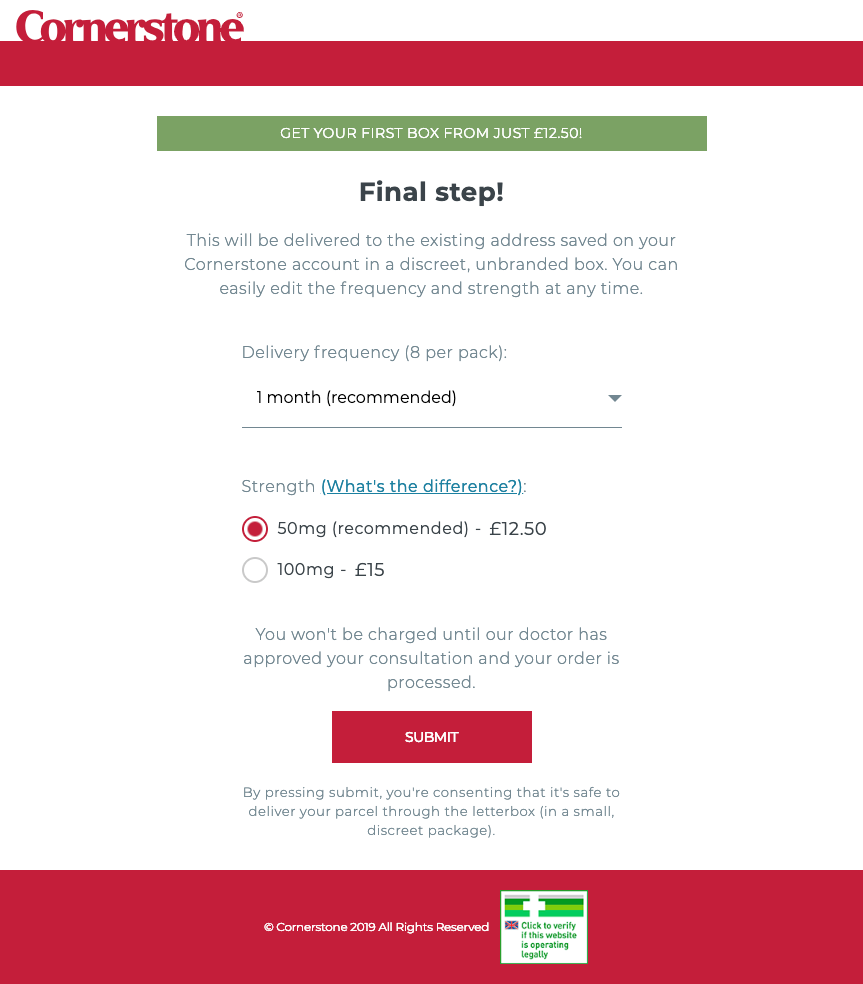 Cornerstone®
GET YOUR FIRST BOX FROM JUST £12.50!
Final step!
This will be delivered to the existing address saved on your
Cornerstone account in a discreet, unbranded box. You can
easily edit the frequency and strength at any time.
Delivery frequency (8 per pack):
1 month (recommended)
Strength (What's the difference?):
50mg (recommended) - £12.50
100mg - £15
You won't be charged until our doctor has
approved your consultation and your order is
processed.
SUBMIT
By pressing submit, you're consenting that it's safe to
deliver your parcel through the letterbox (in a small,
discreet package).
© Cornerstone 2019 All Rights Reserved
Click to verify
if this website
is operating
legally